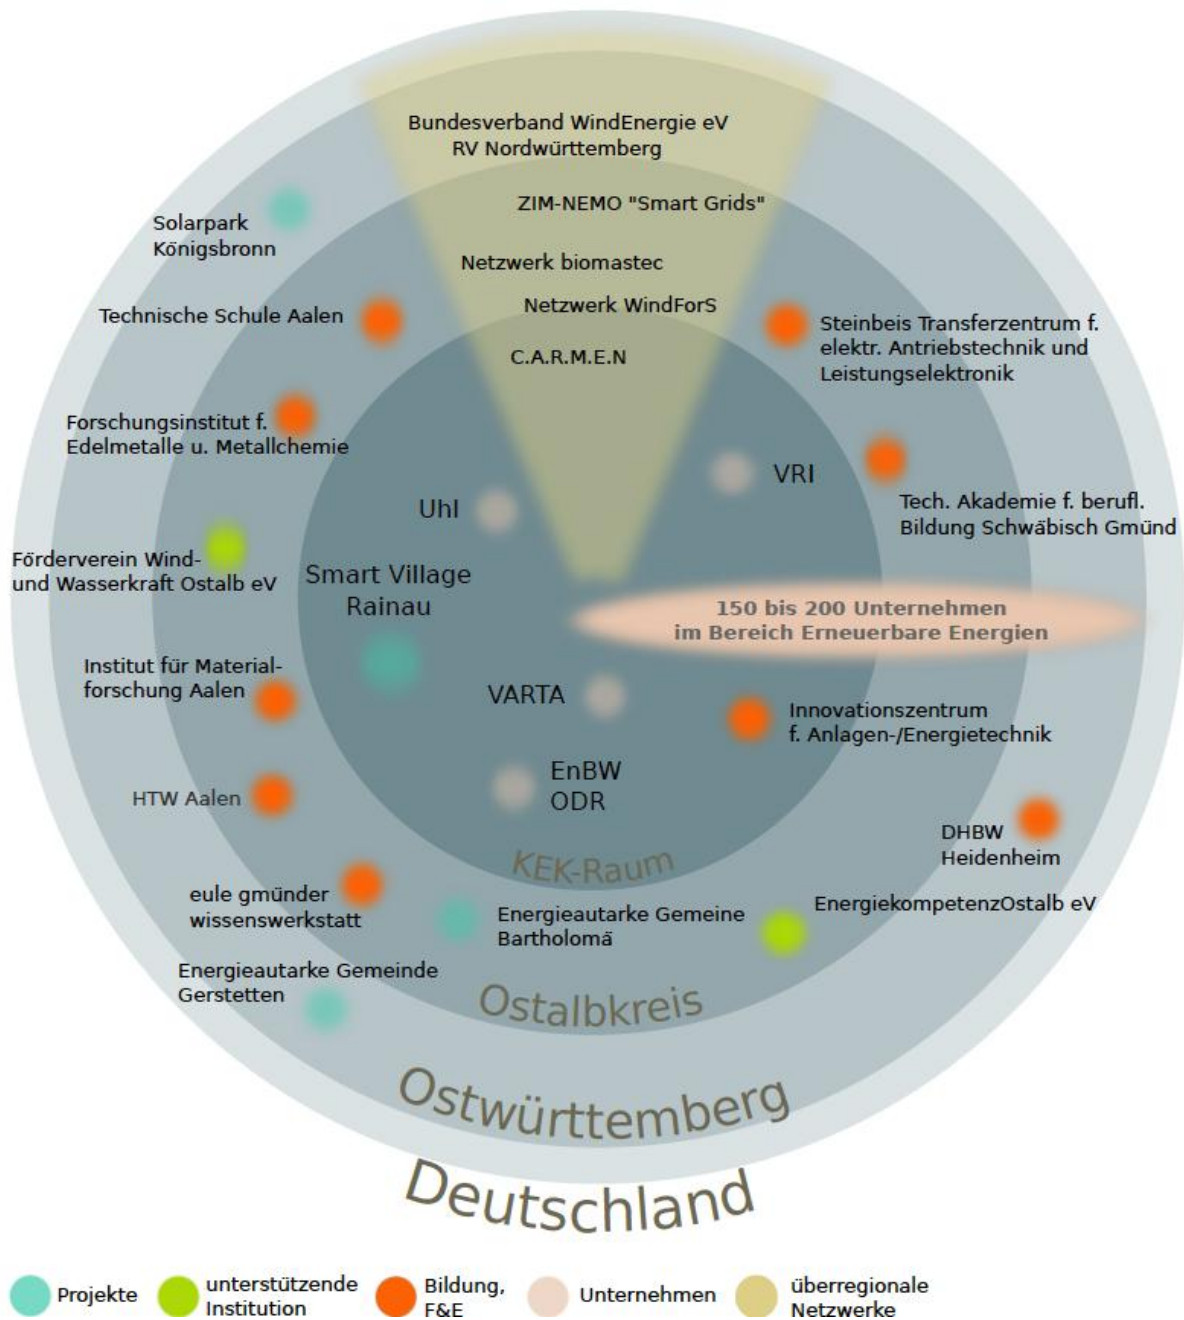 Bundesverband WindEnergie eV
RV Nordwürttemberg
ZIM-NEMO "Smart Grids"
Solarpark
Königsbronn
Netzwerk biomastec
Netzwerk WindForS
Technische Schule Aalen
Steinbeis Transferzentrum f.
elektr. Antriebstechnik und
Leistungselektronik
C.A.R.M.E.N
Forschungsinstitut f.
Edelmetalle u. Metallchemie
VRI
Uhl
Tech. Akademie f. berufl.
Bildung Schwäbisch Gmünd
Förderverein Wind-
und Wasserkraft Ostalb eV
Smart Village
Rainau
150 bis 200 Unternehmen
im Bereich Erneuerbare Energien
Institut für Material-
forschung Aalen
VARTA
Innovationszentrum
f. Anlagen-/Energietechnik
EnBW
ODR
HTW Aalen
DHBW
Heidenheim
KEK-Raum
eule gmünder
wissenswerkstatt
Energieautarke Gemeine
Bartholomä
EnergiekompetenzOstalb eV
Energieautarke Gemeinde
Gerstetten
Ostalbkreis
Ostwürttemberg
Deutschland
Projekte
unterstützende
Institution
Bildung,
F&E
Unternehmen
überregionale
Netzwerke